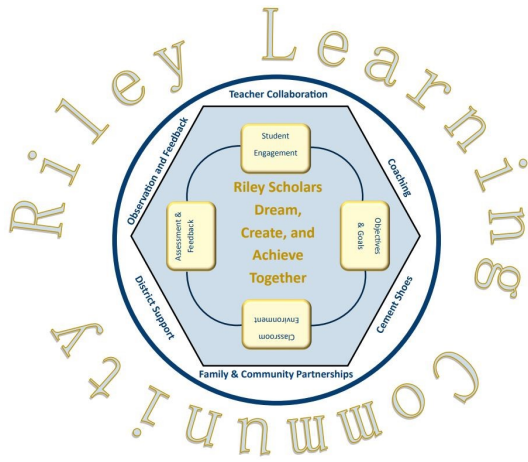 Riley Learning Community
Teacher Collaboration
Observation and Feedback
Coaching
Student
Engagement
Assessment &
Feedback
Riley Scholars
Dream,
Create, and
Achieve
Together
Objectives
& Goals
Classroom
Environment
District Support
Cement Shoes
Family & Community Partnerships